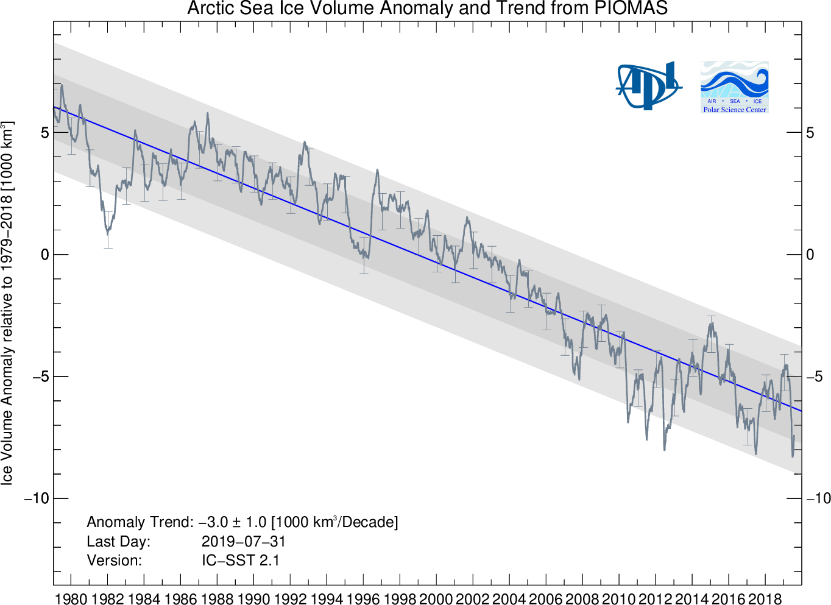 Arctic Sea Ice Volume Anomaly and Trend from PIOMAS
Ice Volume Anomaly relative to 1979−2018 [1000 km³]
5
0
−5
−10
5
0
−5
−10
APL
AIR • SEA • ICE
Polar Science Center
Anomaly Trend: −3.0 ± 1.0 [1000 km³/Decade]
Last Day: 2019−07−31
Version: IC−SST 2.1
1980 1982 1984 1986 1988 1990 1992 1994 1996 1998 2000 2002 2004 2006 2008 2010 2012 2014 2016 2018